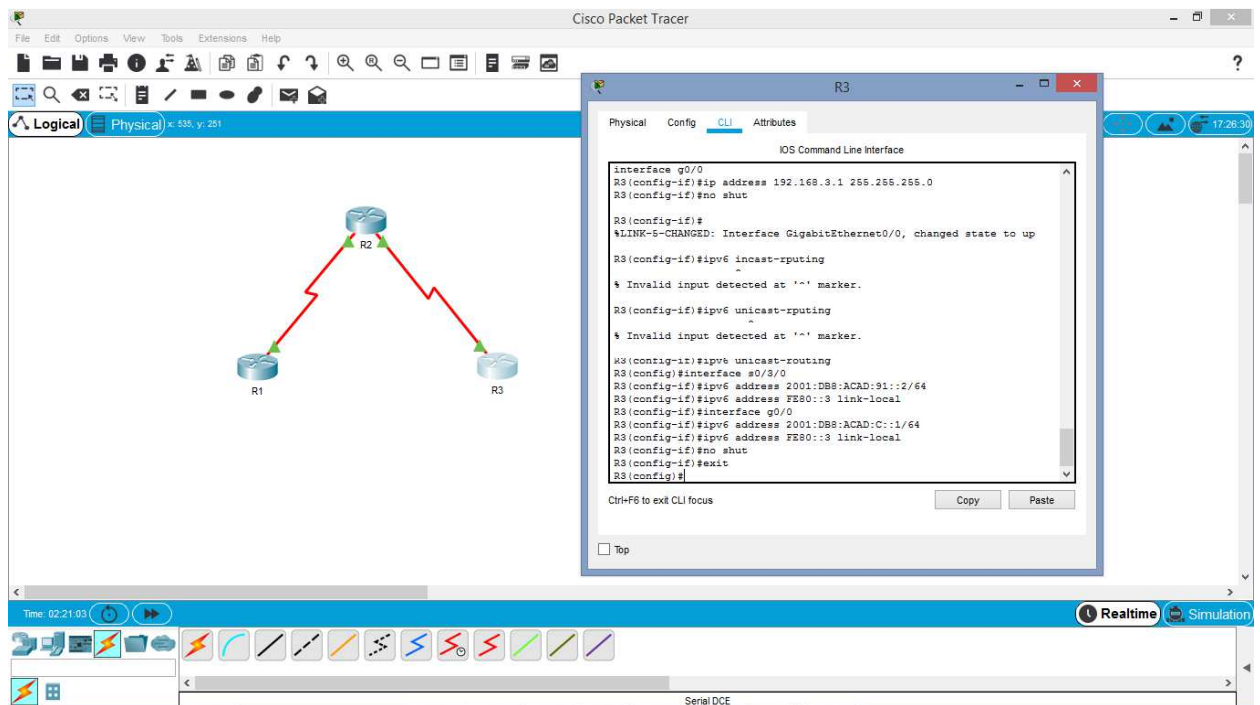 Cisco Packet Tracer
File Edit Options View Tools Extensions Help
?
Logical Physical x: 535, y: 251
17:26:30
R2
R1
R3
R3
Physical Config CLI Attributes
IOS Command Line Interface
interface g0/0
R3(config-if)#ip address 192.168.3.1 255.255.255.0
R3(config-if)#no shut
R3(config-if)#
%LINK-5-CHANGED: Interface GigabitEthernet0/0, changed state to up
R3(config-if)#ipv6 incast-rputing
^
% Invalid input detected at '^' marker.
R3(config-if)#ipv6 unicast-rputing
^
% Invalid input detected at '^' marker.
R3(config-if)#ipv6 unicast-routing
R3(config)#interface s0/3/0
R3(config-if)#ipv6 address 2001:DB8:ACAD:91::2/64
R3(config-if)#ipv6 address FE80::3 link-local
R3(config-if)#interface g0/0
R3(config-if)#ipv6 address 2001:DB8:ACAD:C::1/64
R3(config-if)#ipv6 address FE80::3 link-local
R3(config-if)#no shut
R3(config-if)#exit
R3(config)#
Ctrl+F6 to exit CLI focus
Copy Paste
Top
Time: 02:21:03
Realtime Simulation
Serial DCE